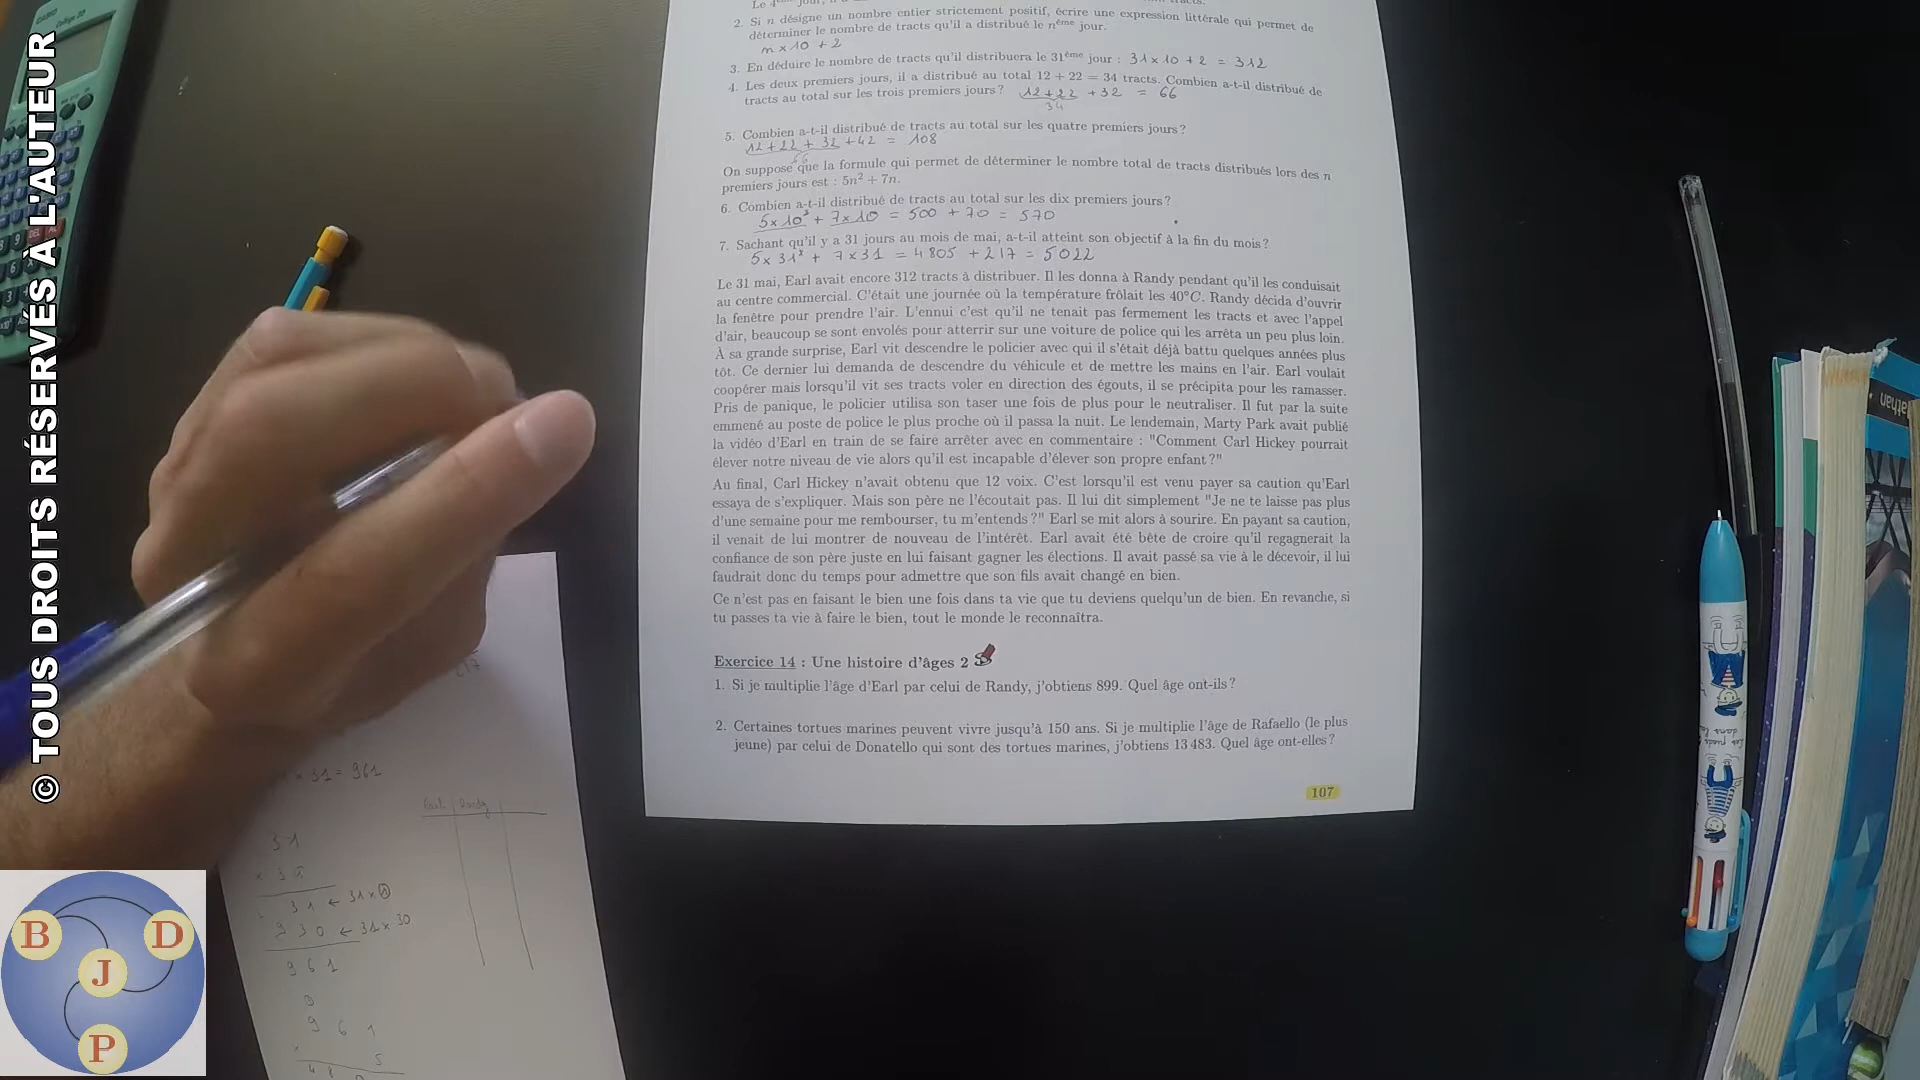 © TOUS DROITS RÉSERVÉS À L'AUTEUR
CASIO
2. Si n désigne un nombre entier strictement positif, écrire une expression littérale qui permet de
déterminer le nombre de tracts qu'il a distribué le nème jour.
n × 10 + 2
3. En déduire le nombre de tracts qu'il distribuera le 31ème jour : 31 × 10 + 2 = 312
4. Les deux premiers jours, il a distribué au total 12 + 22 = 34 tracts. Combien a-t-il distribué de
tracts au total sur les trois premiers jours ? 12 + 22 + 32 = 66
34
5. Combien a-t-il distribué de tracts au total sur les quatre premiers jours ?
12 + 22 + 32 + 42 = 108
66
On suppose que la formule qui permet de déterminer le nombre total de tracts distribués lors des n
premiers jours est : 5n² + 7n.
6. Combien a-t-il distribué de tracts au total sur les dix premiers jours ?
5 × 10² + 7 × 10 = 500 + 70 = 570
7. Sachant qu'il y a 31 jours au mois de mai, a-t-il atteint son objectif à la fin du mois ?
5 × 31² + 7 × 31 = 4805 + 217 = 5022
Le 31 mai, Earl avait encore 312 tracts à distribuer. Il les donna à Randy pendant qu'il les conduisait
au centre commercial. C'était une journée où la température frôlait les 40°C. Randy décida d'ouvrir
la fenêtre pour prendre l'air. L'ennui c'est qu'il ne tenait pas fermement les tracts et avec l'appel
d'air, beaucoup se sont envolés pour atterrir sur une voiture de police qui les arrêta un peu plus loin.
À sa grande surprise, Earl vit descendre le policier avec qui il s'était déjà battu quelques années plus
tôt. Ce dernier lui demanda de descendre du véhicule et de mettre les mains en l'air. Earl voulait
coopérer mais lorsqu'il vit ses tracts voler en direction des égouts, il se précipita pour les ramasser.
Pris de panique, le policier utilisa son taser une fois de plus pour le neutraliser. Il fut par la suite
emmené au poste de police le plus proche où il passa la nuit. Le lendemain, Marty Park avait publié
la vidéo d'Earl en train de se faire arrêter avec en commentaire : "Comment Carl Hickey pourrait
élever notre niveau de vie alors qu'il est incapable d'élever son propre enfant ?"
Au final, Carl Hickey n'avait obtenu que 12 voix. C'est lorsqu'il est venu payer sa caution qu'Earl
essaya de s'expliquer. Mais son père ne l'écoutait pas. Il lui dit simplement "Je ne te laisse pas plus
d'une semaine pour me rembourser, tu m'entends ?" Earl se mit alors à sourire. En payant sa caution,
il venait de lui montrer de nouveau de l'intérêt. Earl avait été bête de croire qu'il regagnerait la
confiance de son père juste en lui faisant gagner les élections. Il avait passé sa vie à le décevoir, il lui
faudrait donc du temps pour admettre que son fils avait changé en bien.
Ce n'est pas en faisant le bien une fois dans ta vie que tu deviens quelqu'un de bien. En revanche, si
tu passes ta vie à faire le bien, tout le monde le reconnaîtra.
Exercice 14 : Une histoire d'âges 2
1. Si je multiplie l'âge d'Earl par celui de Randy, j'obtiens 899. Quel âge ont-ils ?
2. Certaines tortues marines peuvent vivre jusqu'à 150 ans. Si je multiplie l'âge de Rafaello (le plus
jeune) par celui de Donatello qui sont des tortues marines, j'obtiens 13 483. Quel âge ont-elles ?
107
× 31 = 961
Earl Randy
31
× 31
31 ← 31 × 1
930 ← 31 × 30
961
3
961
× 5
B D
J
P